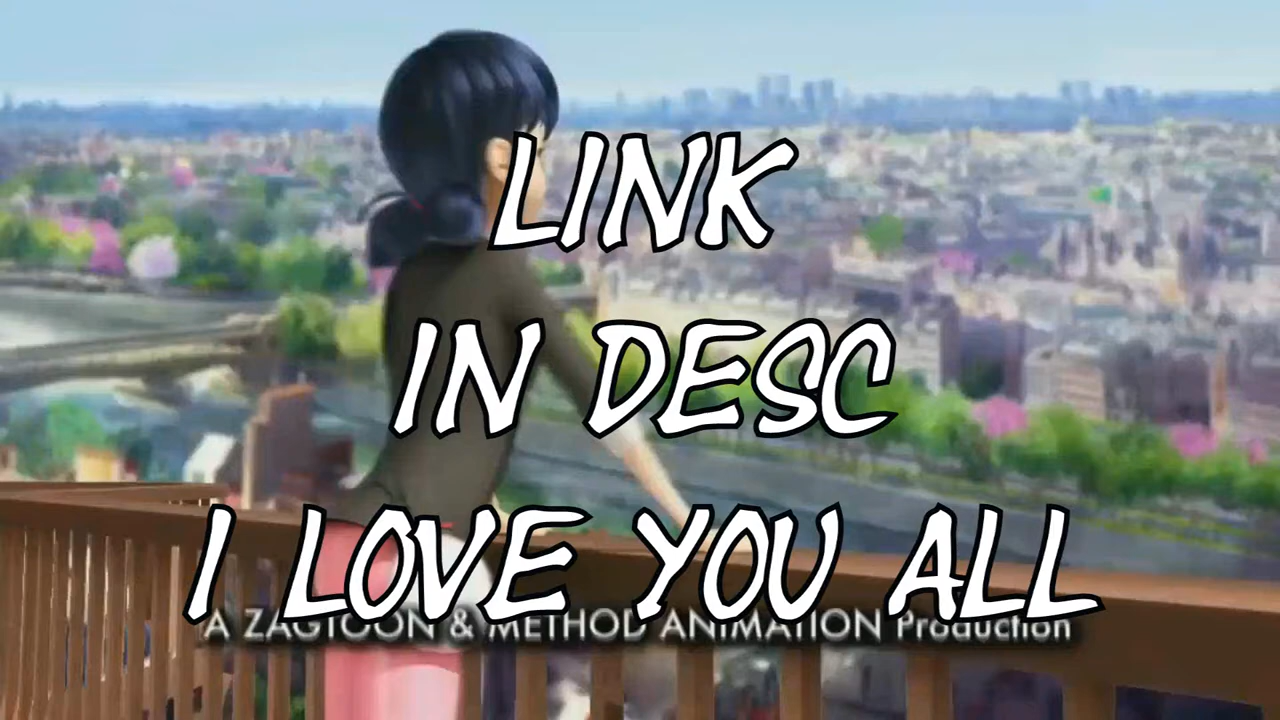 LINK
IN DESC
I LOVE YOU ALL
A ZAGTOON & METHOD ANIMATION Production